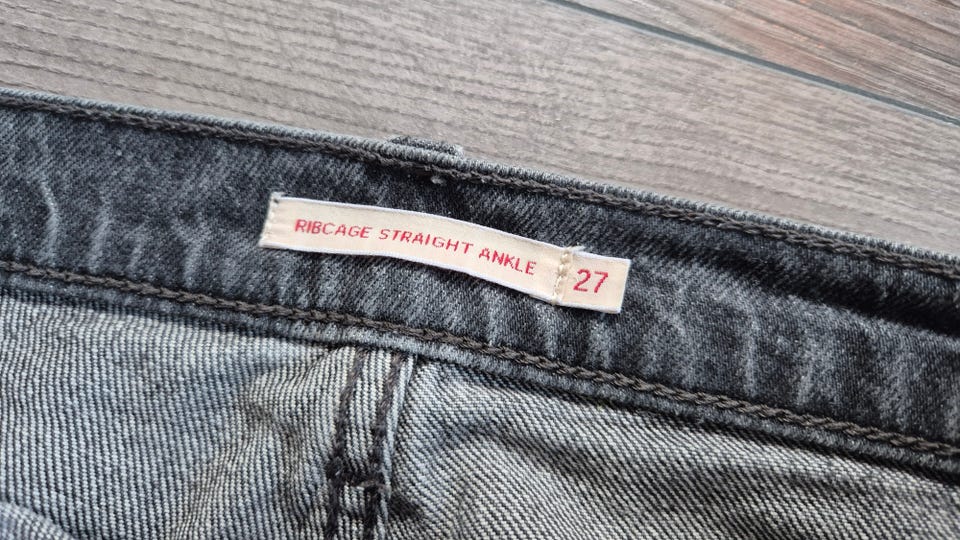 RIBCAGE STRAIGHT ANKLE 27